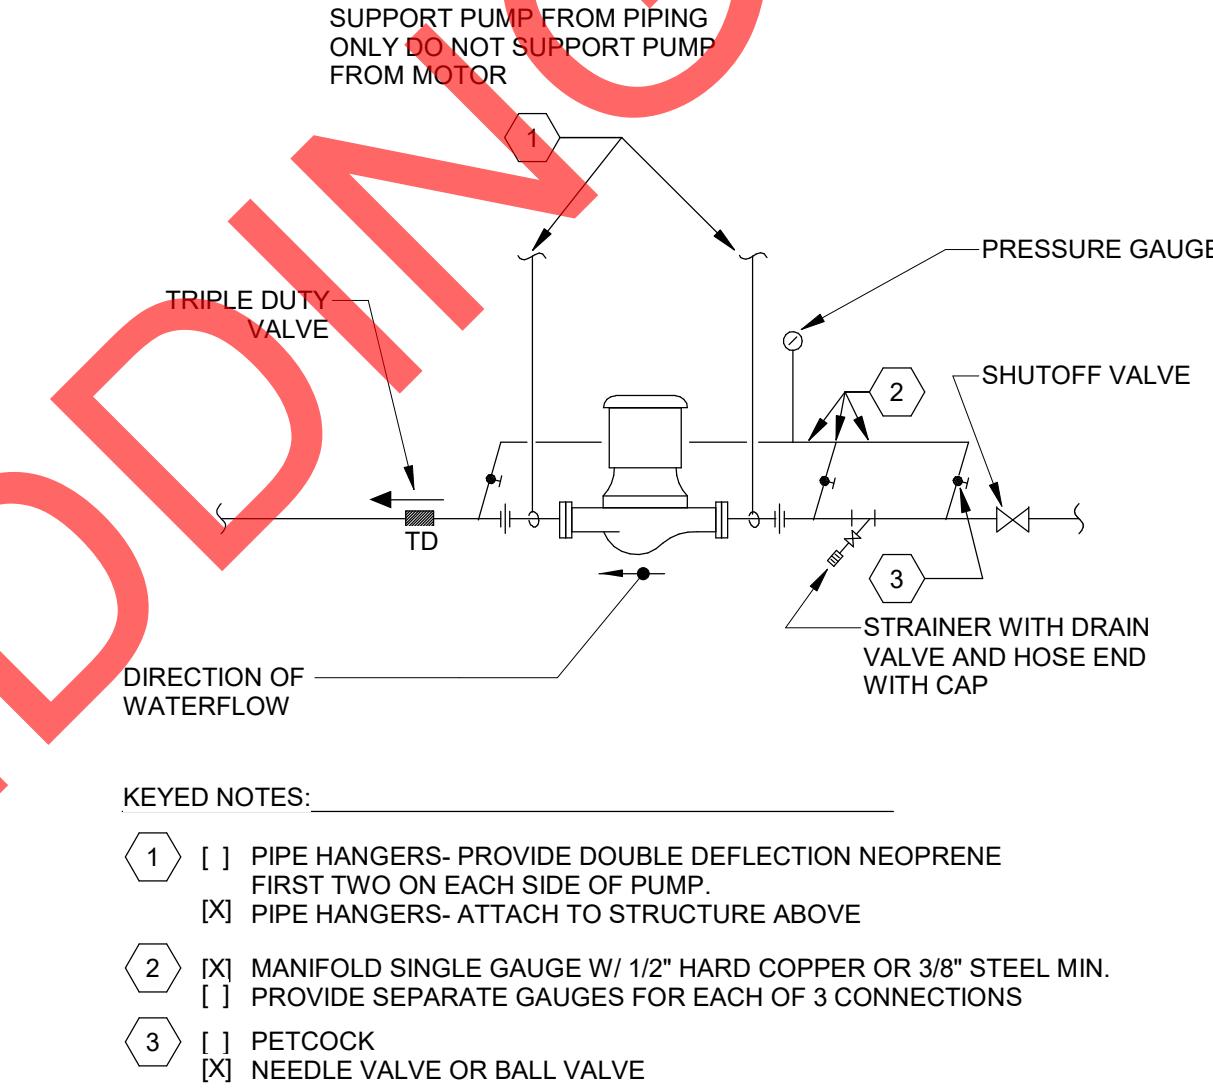 SUPPORT PUMP FROM PIPING
ONLY DO NOT SUPPORT PUMP
FROM MOTOR
1
PRESSURE GAUGE
TRIPLE DUTY
VALVE
SHUTOFF VALVE
2
TD
3
STRAINER WITH DRAIN
VALVE AND HOSE END
WITH CAP
DIRECTION OF
WATERFLOW
KEYED NOTES:
1 [ ] PIPE HANGERS- PROVIDE DOUBLE DEFLECTION NEOPRENE
FIRST TWO ON EACH SIDE OF PUMP.
[X] PIPE HANGERS- ATTACH TO STRUCTURE ABOVE
2 [X] MANIFOLD SINGLE GAUGE W/ 1/2" HARD COPPER OR 3/8" STEEL MIN.
[ ] PROVIDE SEPARATE GAUGES FOR EACH OF 3 CONNECTIONS
3 [ ] PETCOCK
[X] NEEDLE VALVE OR BALL VALVE
DDIN